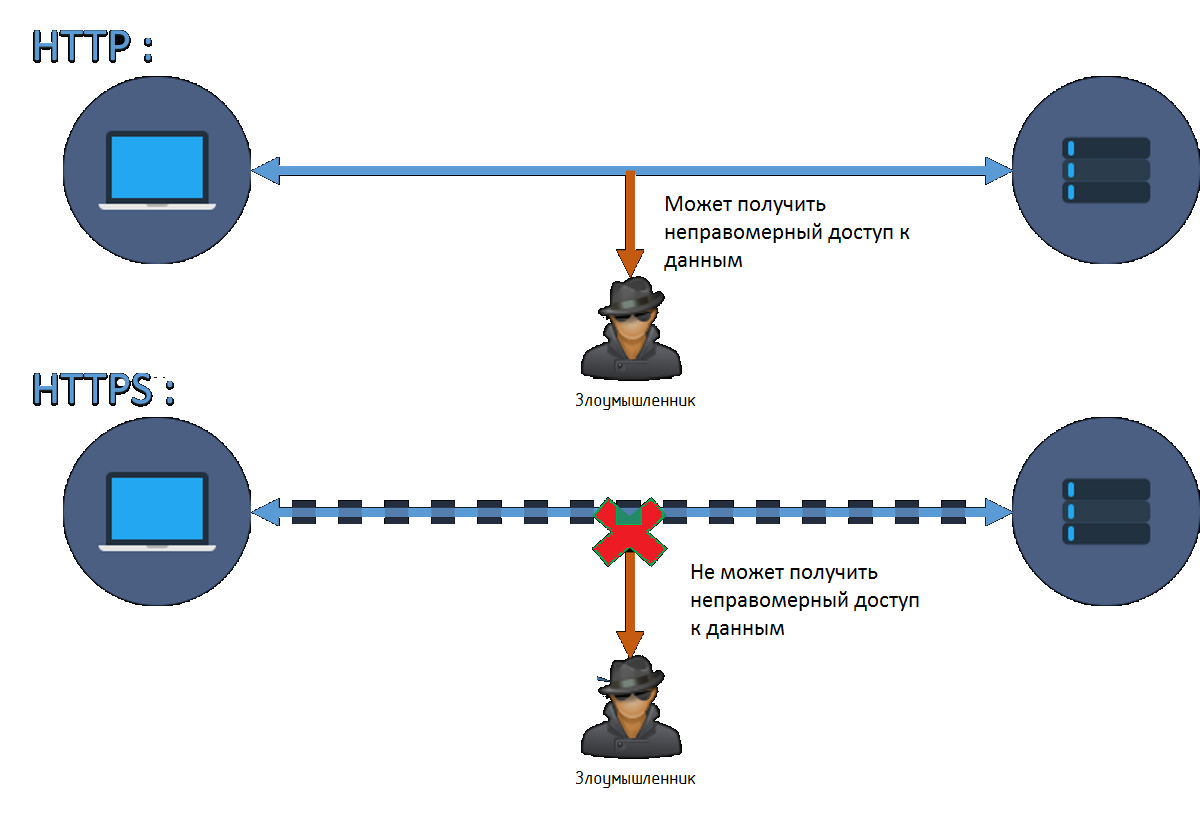 HTTP :
Может получить
неправомерный доступ к
данным
Злоумышленник
HTTPS :
Не может получить
неправомерный доступ
к данным
Злоумышленник